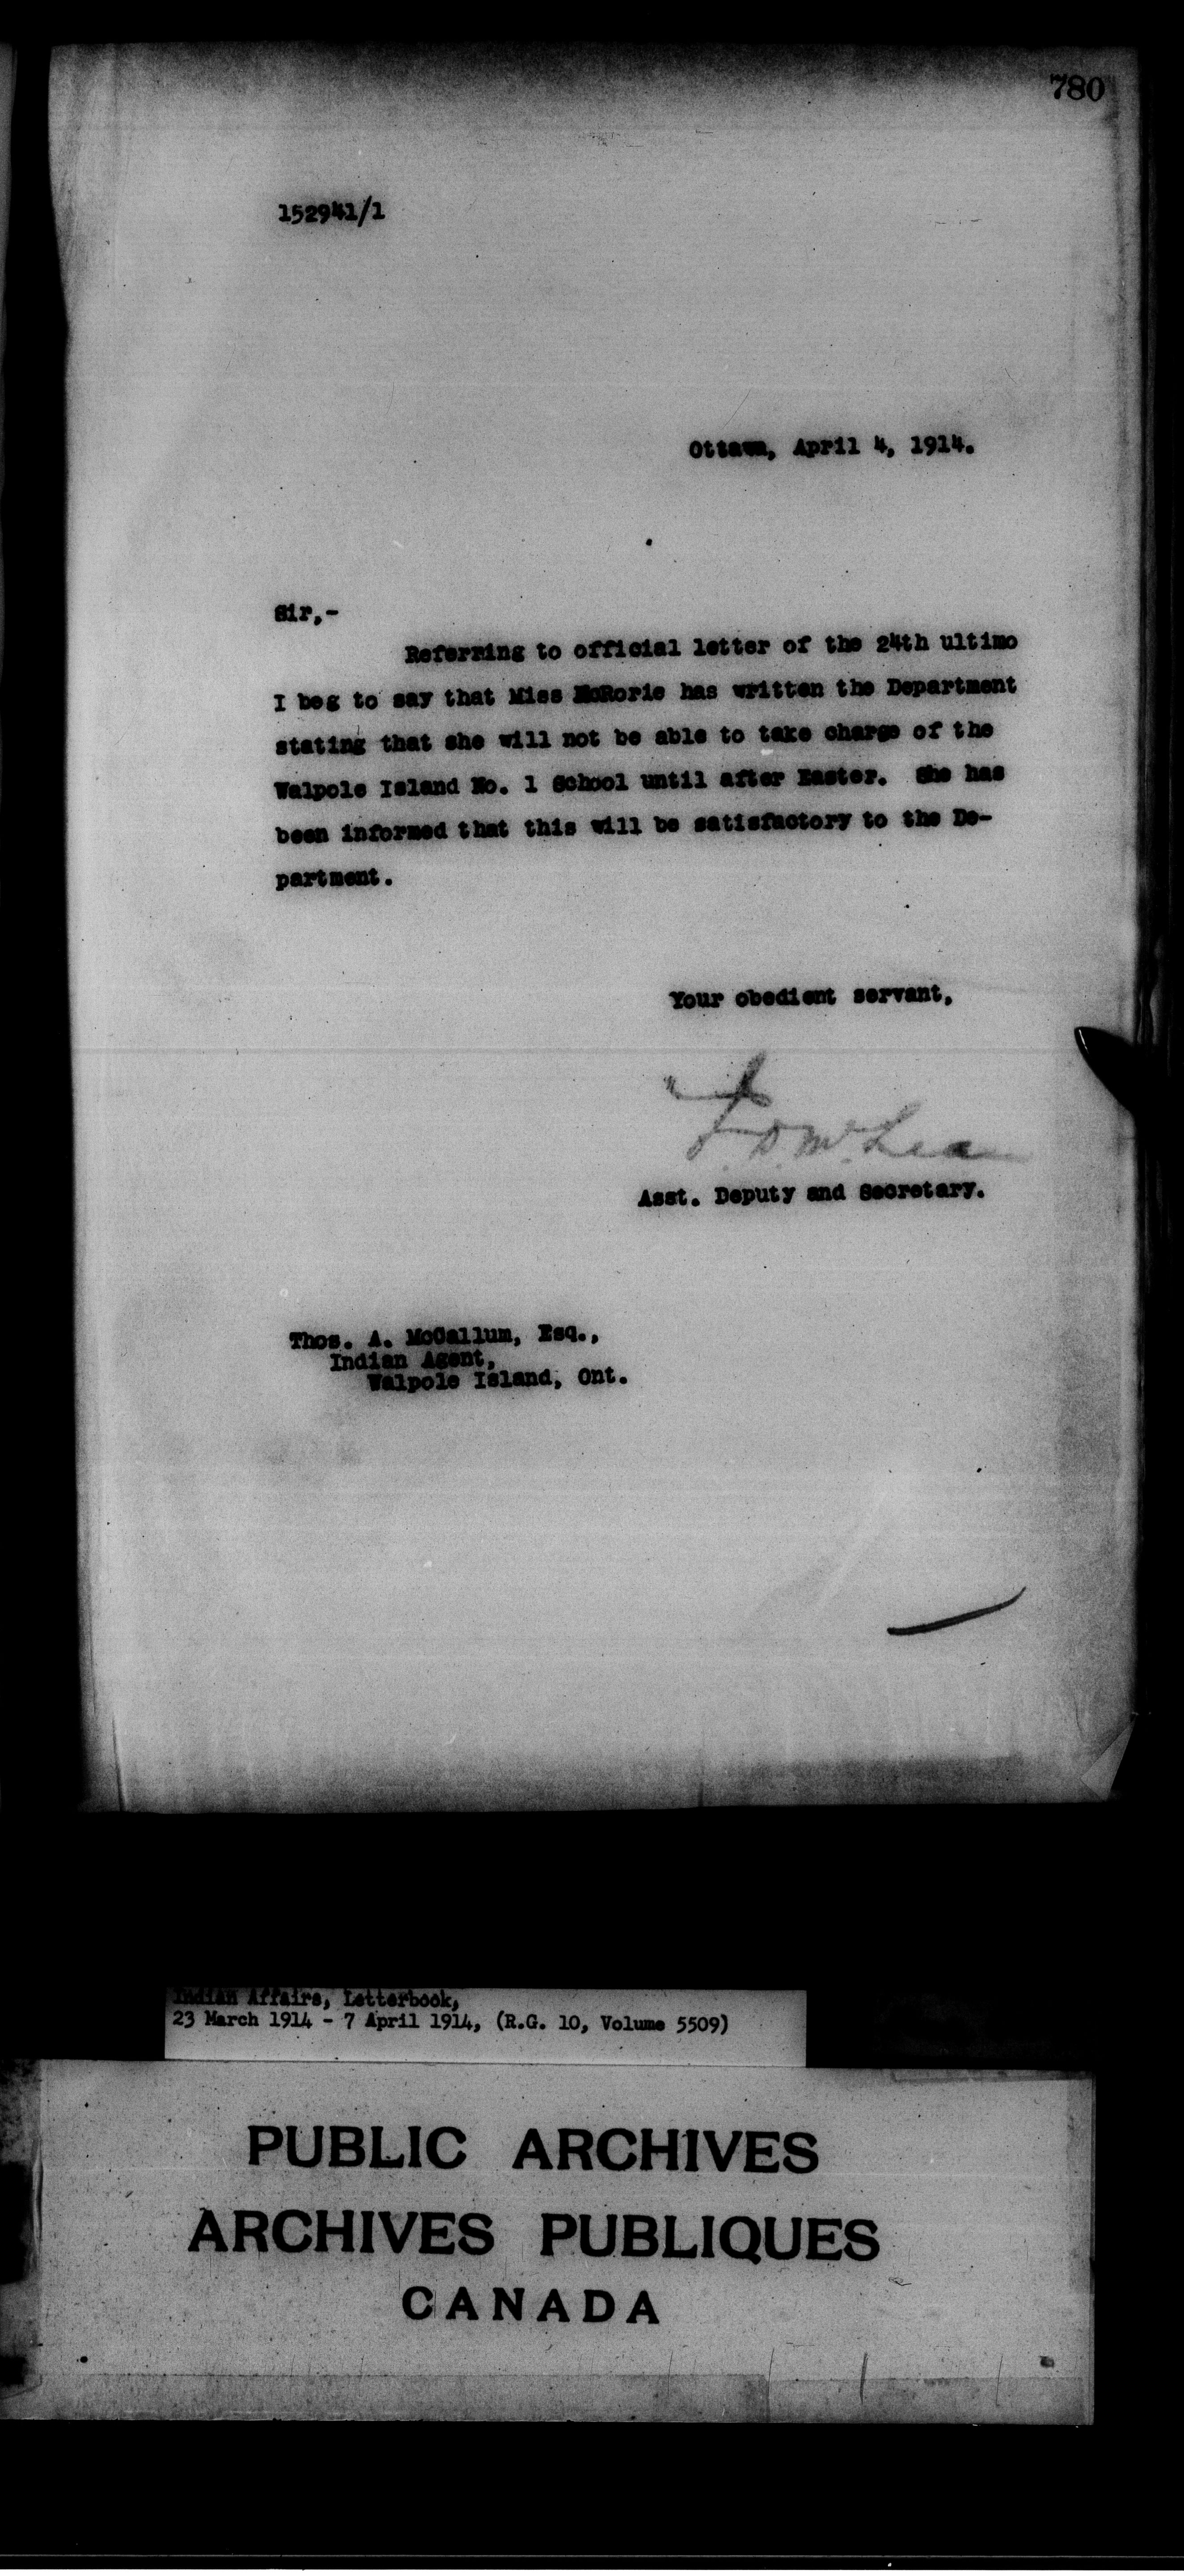 780
152941/1
Ottawa, April 4, 1914.
Sir,-
Referring to official letter of the 24th ultimo
I beg to say that Miss McRorie has written the Department
stating that she will not be able to take charge of the
Walpole Island No. 1 School until after Easter. She has
been informed that this will be satisfactory to the De-
partment.
Your obedient servant,
J. D. McLean
Asst. Deputy and Secretary.
Thos. A. McCallum, Esq.,
Indian Agent,
Walpole Island, Ont.
Indian Affairs, Letterbook,
23 March 1914 - 7 April 1914, (R.G. 10, Volume 5509)
PUBLIC ARCHIVES
ARCHIVES PUBLIQUES
CANADA